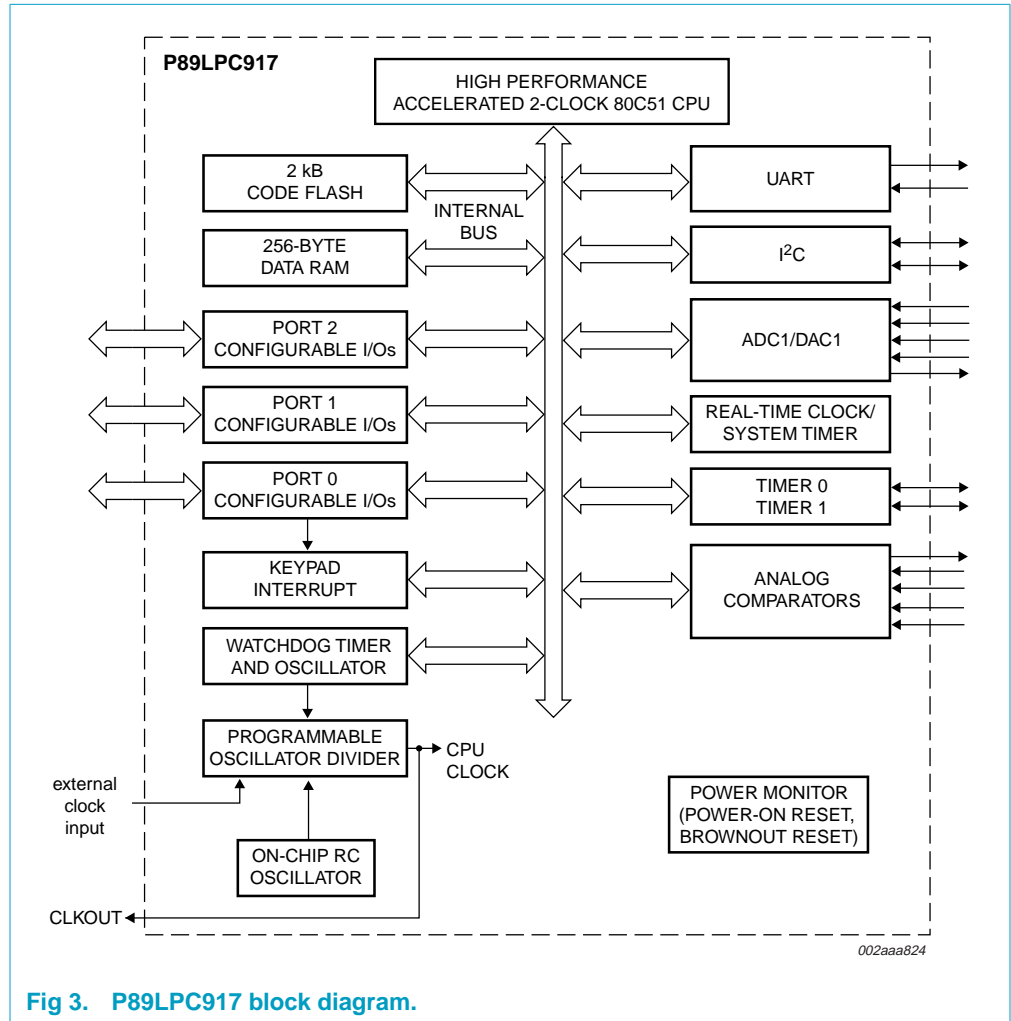 P89LPC917
HIGH PERFORMANCE
ACCELERATED 2-CLOCK 80C51 CPU
2 kB
CODE FLASH
INTERNAL
BUS
256-BYTE
DATA RAM
PORT 2
CONFIGURABLE I/Os
PORT 1
CONFIGURABLE I/Os
PORT 0
CONFIGURABLE I/Os
KEYPAD
INTERRUPT
WATCHDOG TIMER
AND OSCILLATOR
PROGRAMMABLE
OSCILLATOR DIVIDER
CPU
CLOCK
external
clock
input
ON-CHIP RC
OSCILLATOR
CLKOUT
UART
I²C
ADC1/DAC1
REAL-TIME CLOCK/
SYSTEM TIMER
TIMER 0
TIMER 1
ANALOG
COMPARATORS
POWER MONITOR
(POWER-ON RESET,
BROWNOUT RESET)
002aaa824
Fig 3. P89LPC917 block diagram.